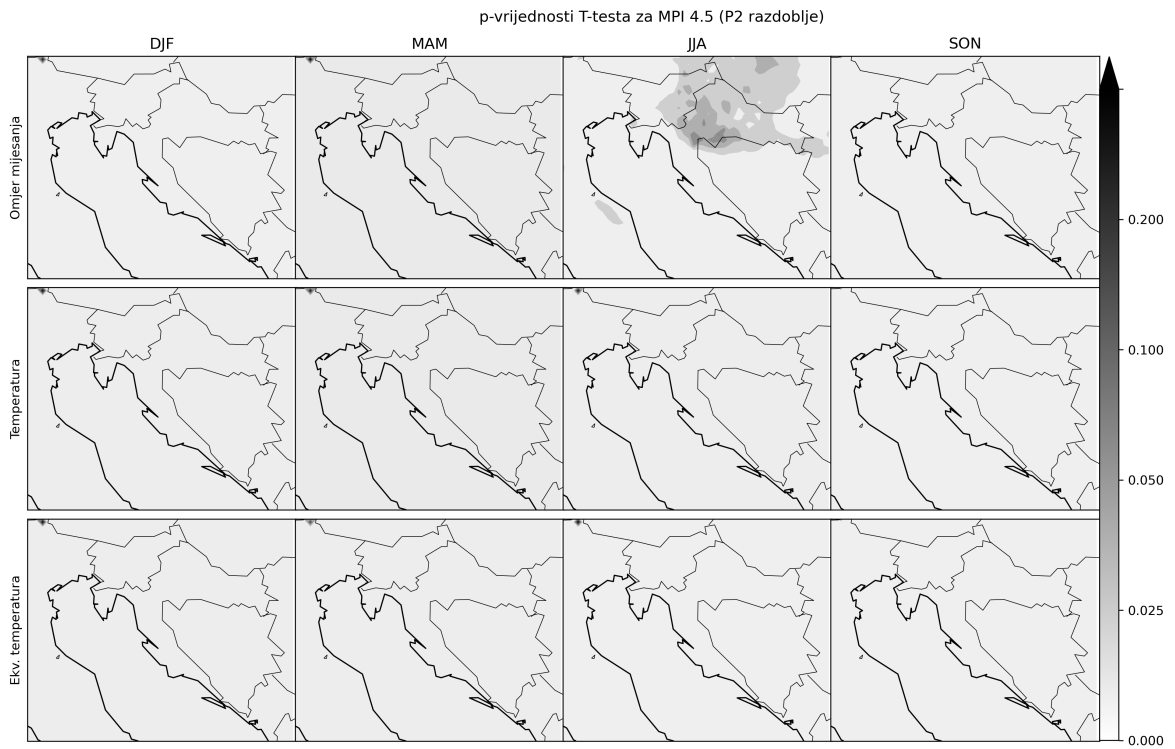 p-vrijednosti T-testa za MPI 4.5 (P2 razdoblje)
DJF
MAM
JJA
SON
Omjer mijesanja
Temperatura
Ekv. temperatura
0.200
0.100
0.050
0.025
0.000